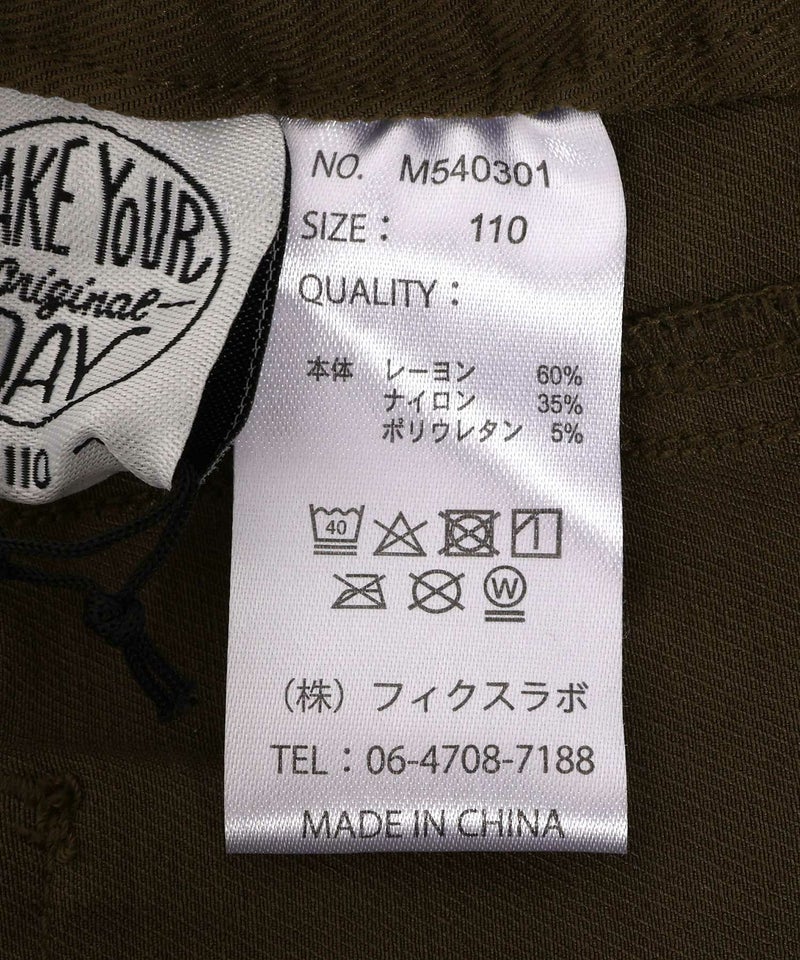 YOUR
Original
DAY
110
NO. M540301
SIZE: 110
QUALITY:
本体 レーヨン 60%
ナイロン 35%
ポリウレタン 5%
40
W
(株) フィクスラボ
TEL:06-4708-7188
MADE IN CHINA